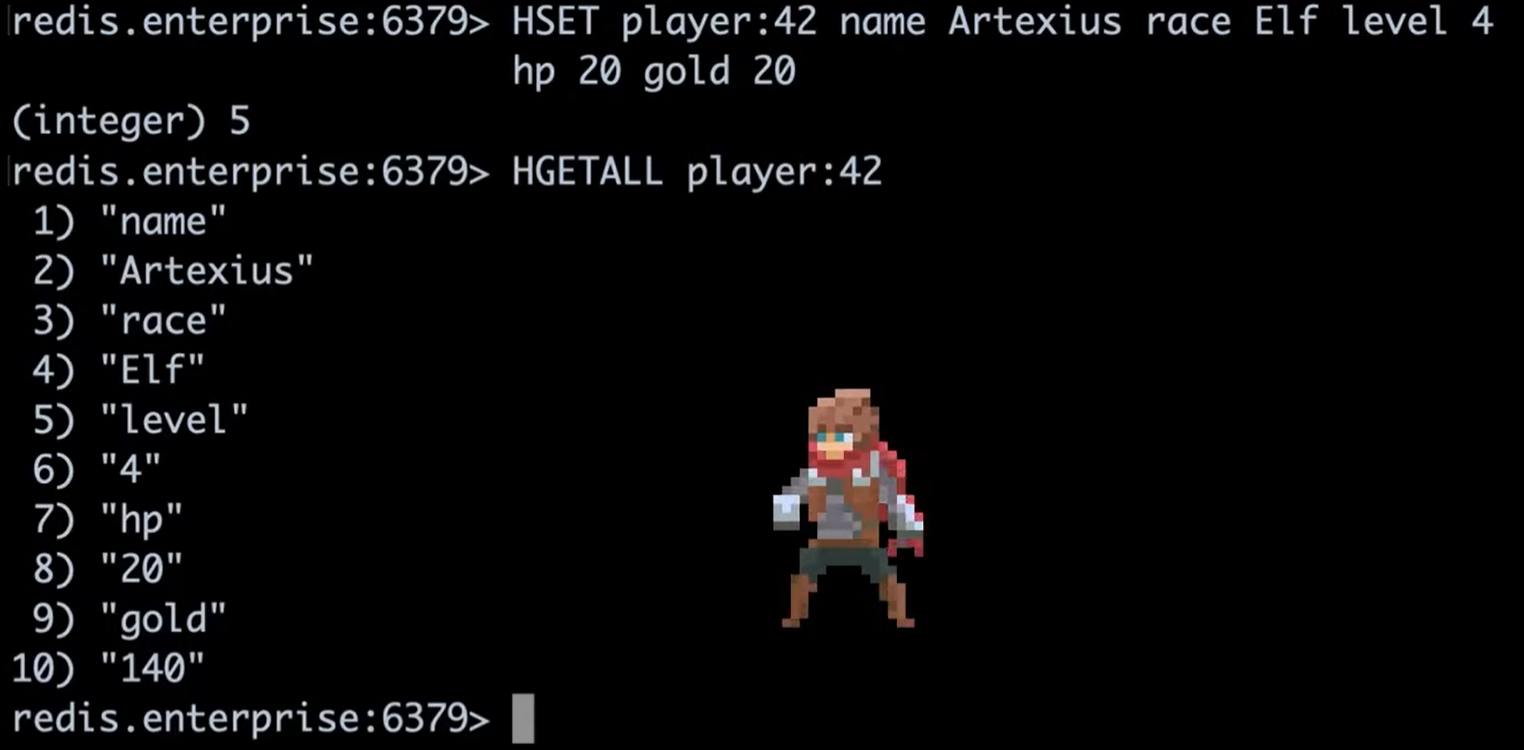 redis.enterprise:6379> HSET player:42 name Artexius race Elf level 4
hp 20 gold 20
(integer) 5
redis.enterprise:6379> HGETALL player:42
1) "name"
2) "Artexius"
3) "race"
4) "Elf"
5) "level"
6) "4"
7) "hp"
8) "20"
9) "gold"
10) "140"
redis.enterprise:6379>